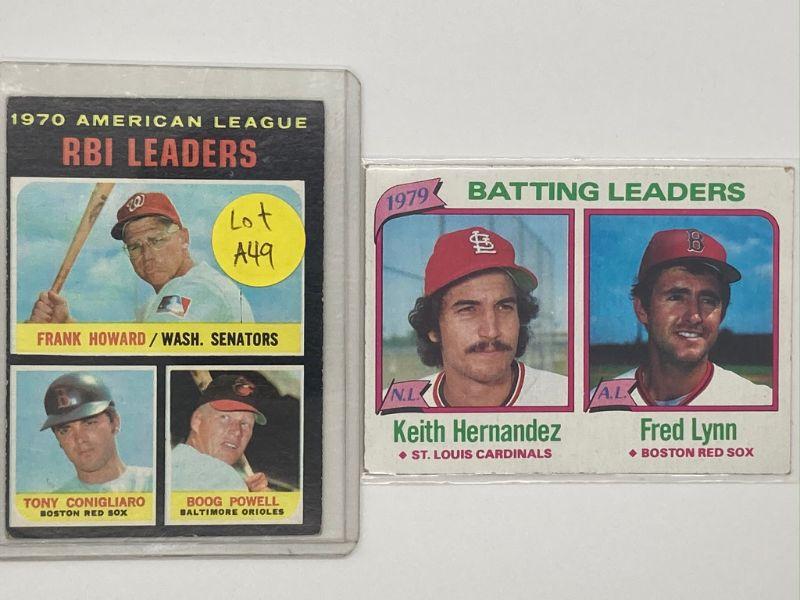 1970 AMERICAN LEAGUE
RBI LEADERS
Lot
A49
W
FRANK HOWARD / WASH. SENATORS
B
TONY CONIGLIARO
BOSTON RED SOX
BOOG POWELL
BALTIMORE ORIOLES
1979 BATTING LEADERS
STL
B
N.L.
A.L.
Keith Hernandez
ST. LOUIS CARDINALS
Fred Lynn
BOSTON RED SOX